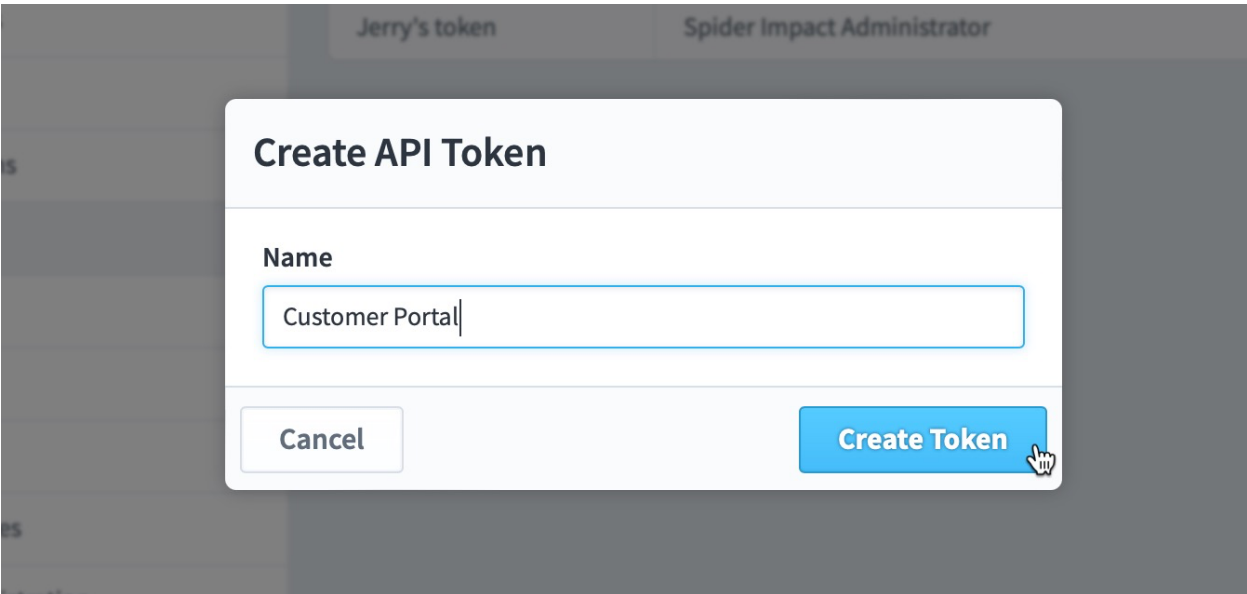 Jerry's token Spider Impact Administrator
Create API Token
Name
Customer Portal
Cancel Create Token